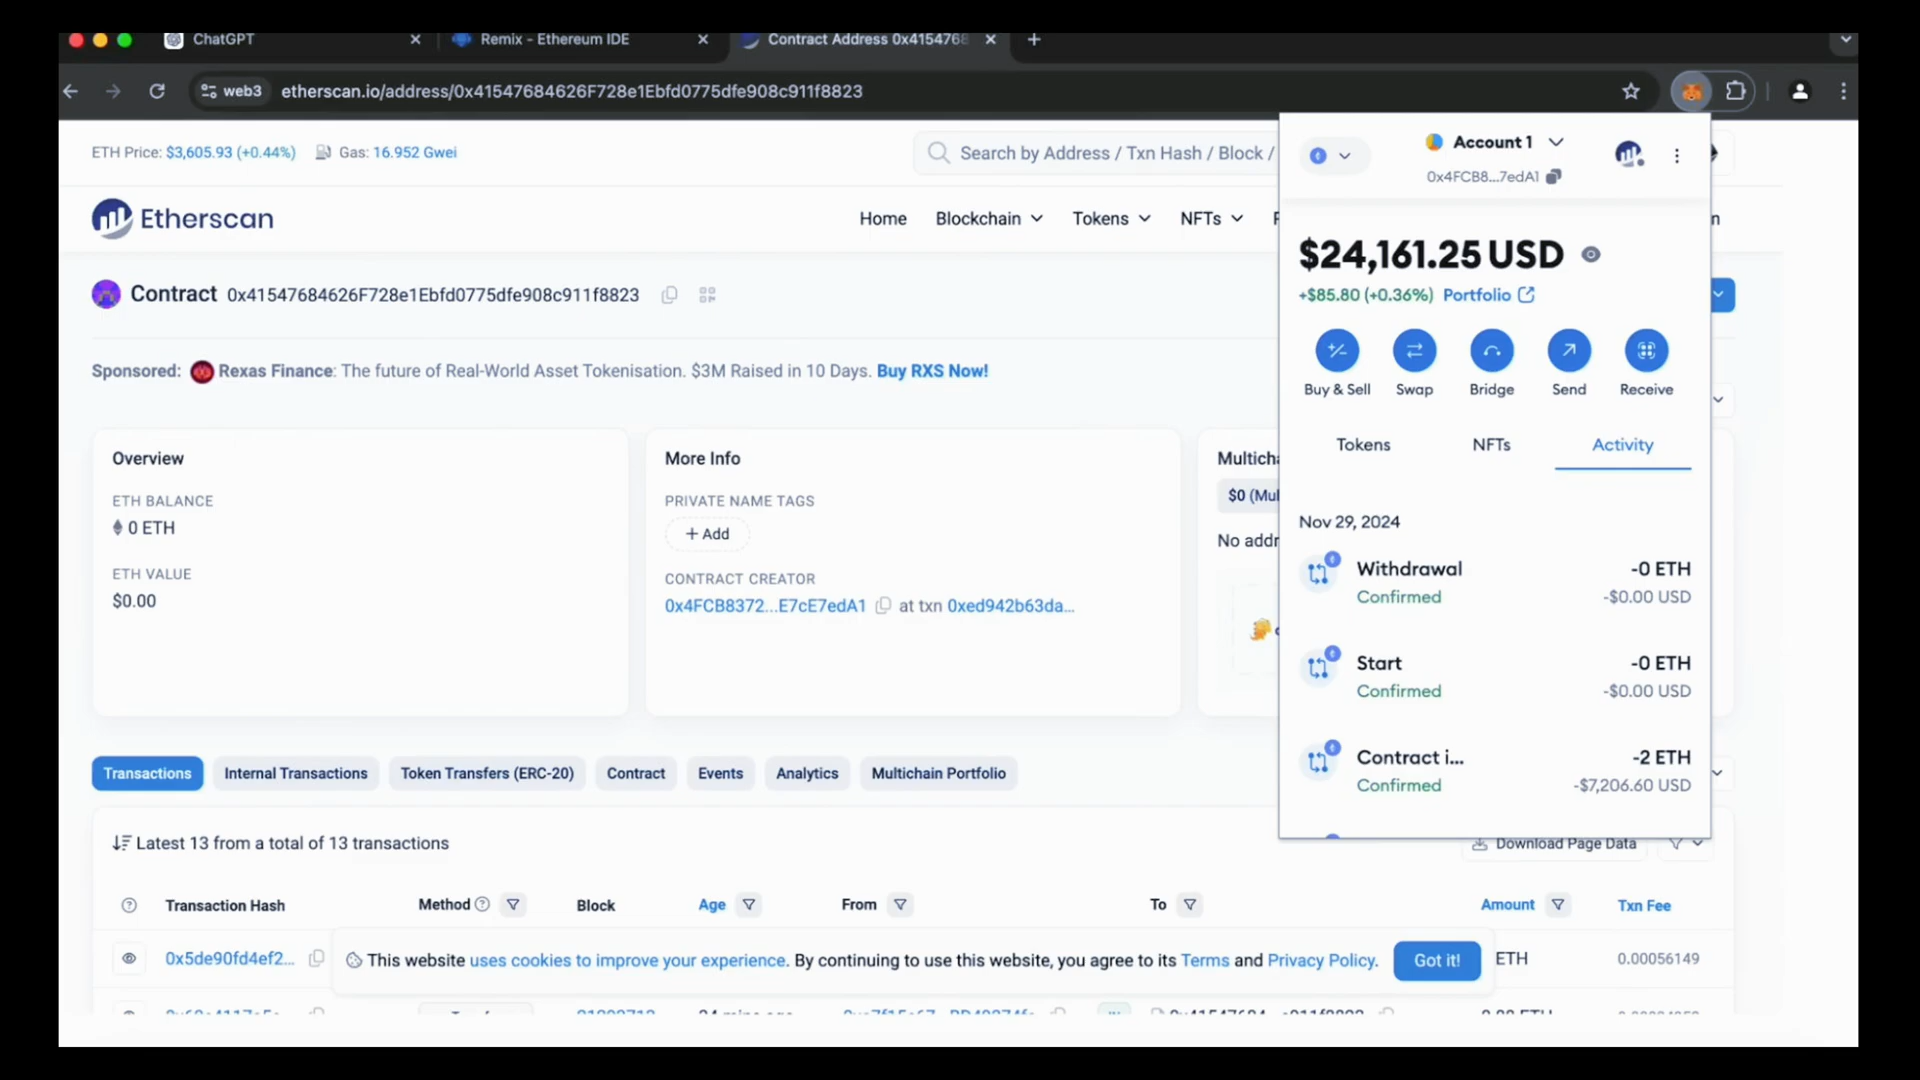 ChatGPT
Remix - Ethereum IDE
Contract Address 0x4154768
web3
etherscan.io/address/0x41547684626F728e1Ebfd0775dfe908c911f8823
ETH Price: $3,605.93 (+0.44%)
Gas: 16.952 Gwei
Search by Address / Txn Hash / Block /
Etherscan
Home
Blockchain
Tokens
NFTs
Contract 0x41547684626F728e1Ebfd0775dfe908c911f8823
Sponsored: Rexas Finance: The future of Real-World Asset Tokenisation. $3M Raised in 10 Days. Buy RXS Now!
Overview
ETH BALANCE
0 ETH
ETH VALUE
$0.00
More Info
PRIVATE NAME TAGS
+ Add
CONTRACT CREATOR
0x4FCB8372...E7cE7edA1 at txn 0xed942b63da...
Multicha
$0 (Mul
No addr
Account 1
0x4FCB8...7edA1
$24,161.25 USD
+$85.80 (+0.36%) Portfolio
Buy & Sell
Swap
Bridge
Send
Receive
Tokens
NFTs
Activity
Nov 29, 2024
Withdrawal
-0 ETH
Confirmed
-$0.00 USD
Start
-0 ETH
Confirmed
-$0.00 USD
Contract i...
-2 ETH
Confirmed
-$7,206.60 USD
Transactions
Internal Transactions
Token Transfers (ERC-20)
Contract
Events
Analytics
Multichain Portfolio
Latest 13 from a total of 13 transactions
Download Page Data
Transaction Hash
Method
Block
Age
From
To
Amount
Txn Fee
0x5de90fd4ef2...
ETH
0.00056149
This website uses cookies to improve your experience. By continuing to use this website, you agree to its Terms and Privacy Policy.
Got it!